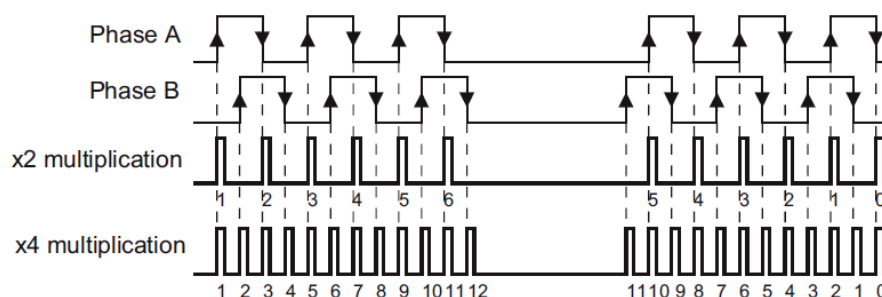 Phase A
Phase B
x2 multiplication
1 2 3 4 5 6 5 4 3 2 1 0
x4 multiplication
1 2 3 4 5 6 7 8 9 10 11 12 11 10 9 8 7 6 5 4 3 2 1 0